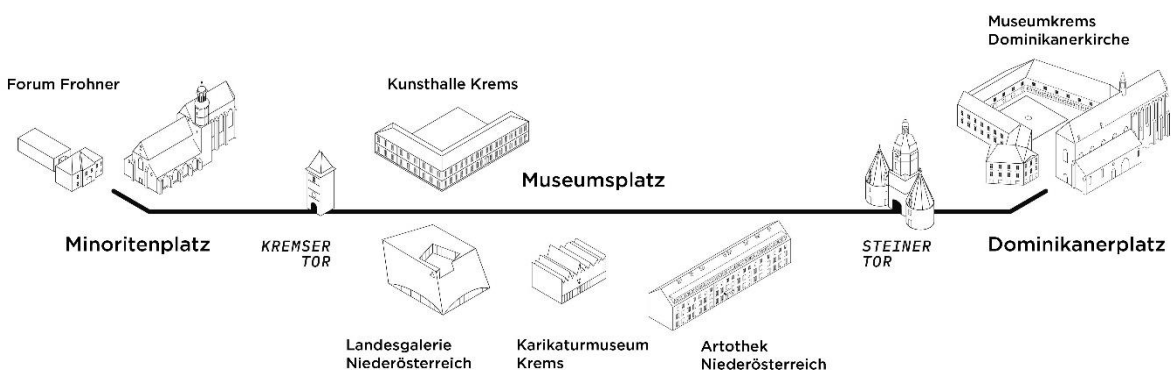 Museumkrems
Dominikanerkirche
Forum Frohner
Kunsthalle Krems
Museumsplatz
Minoritenplatz
KREMSER
TOR
STEINER
TOR
Dominikanerplatz
Landesgalerie
Niederösterreich
Karikaturmuseum
Krems
Artothek
Niederösterreich